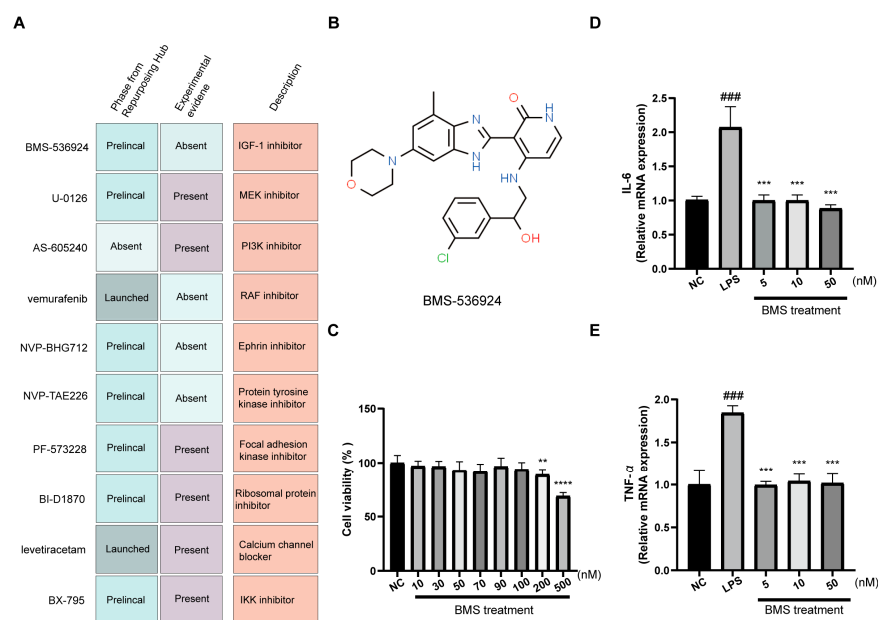 A
Phase from
Repurposing Hub
Experimental
evidene
Description
BMS-536924
Prelincal
Absent
IGF-1 inhibitor
U-0126
Prelincal
Present
MEK inhibitor
AS-605240
Absent
Present
PI3K inhibitor
vemurafenib
Launched
Absent
RAF inhibitor
NVP-BHG712
Prelincal
Absent
Ephrin inhibitor
NVP-TAE226
Prelincal
Absent
Protein tyrosine
kinase inhibitor
PF-573228
Prelincal
Present
Focal adhesion
kinase inhibitor
BI-D1870
Prelincal
Present
Ribosomal protein
inhibitor
levetiracetam
Launched
Present
Calcium channel
blocker
BX-795
Prelincal
Present
IKK inhibitor
B
O
NH
N
N
O
N
H
HN
OH
Cl
BMS-536924
C
Cell viability (%)
150
100
50
0
**
****
NC
10
30
50
70
90
100
200
500
(nM)
BMS treatment
D
IL-6
(Relative mRNA expression)
2.5
2.0
1.5
1.0
0.5
0.0
###
***
***
***
NC
LPS
5
10
50
(nM)
BMS treatment
E
TNF-α
(Relative mRNA expression)
2.0
1.5
1.0
0.5
0.0
###
***
***
***
NC
LPS
5
10
50
(nM)
BMS treatment